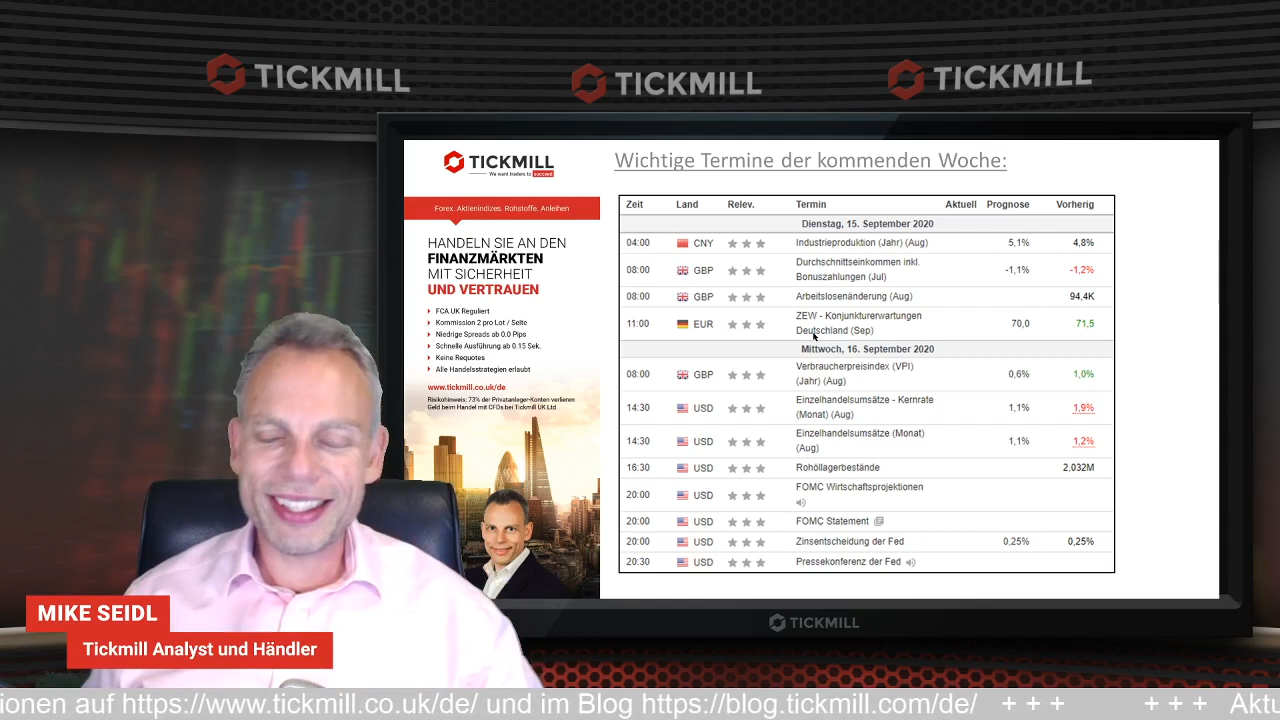 TICKMILL
TICKMILL
TICKMILL
TICKMILL
We want traders to succeed
Forex. Aktienindizes. Rohstoffe. Anleihen
HANDELN SIE AN DEN
FINANZMÄRKTEN
MIT SICHERHEIT
UND VERTRAUEN
FCA UK Reguliert
Kommission 2 pro Lot / Seite
Niedrige Spreads ab 0.0 Pips
Schnelle Ausführung ab 0.15 Sek.
Keine Requotes
Alle Handelsstrategien erlaubt
www.tickmill.co.uk/de
Risikohinweis: 73% der Privatanleger-Konten verlieren
Geld beim Handel mit CFDs bei Tickmill UK Ltd
Wichtige Termine der kommenden Woche:
Zeit Land Relev. Termin Aktuell Prognose Vorherig
Dienstag, 15. September 2020
04:00 CNY Industrieproduktion (Jahr) (Aug) 5,1% 4,8%
08:00 GBP Durchschnittseinkommen inkl. -1,1% -1,2%
Bonuszahlungen (Jul)
08:00 GBP Arbeitslosenänderung (Aug) 94,4K
11:00 EUR ZEW - Konjunkturerwartungen 70,0 71,5
Deutschland (Sep)
Mittwoch, 16. September 2020
08:00 GBP Verbraucherpreisindex (VPI) 0,6% 1,0%
(Jahr) (Aug)
14:30 USD Einzelhandelsumsätze - Kernrate 1,1% 1,9%
(Monat) (Aug)
14:30 USD Einzelhandelsumsätze (Monat) 1,1% 1,2%
(Aug)
16:30 USD Rohöllagerbestände 2,032M
20:00 USD FOMC Wirtschaftsprojektionen
20:00 USD FOMC Statement
20:00 USD Zinsentscheidung der Fed 0,25% 0,25%
20:30 USD Pressekonferenz der Fed
TICKMILL
MIKE SEIDL
Tickmill Analyst und Händler
ionen auf https://www.tickmill.co.uk/de/ und im Blog https://blog.tickmill.com/de/ + + + + + + Aktu